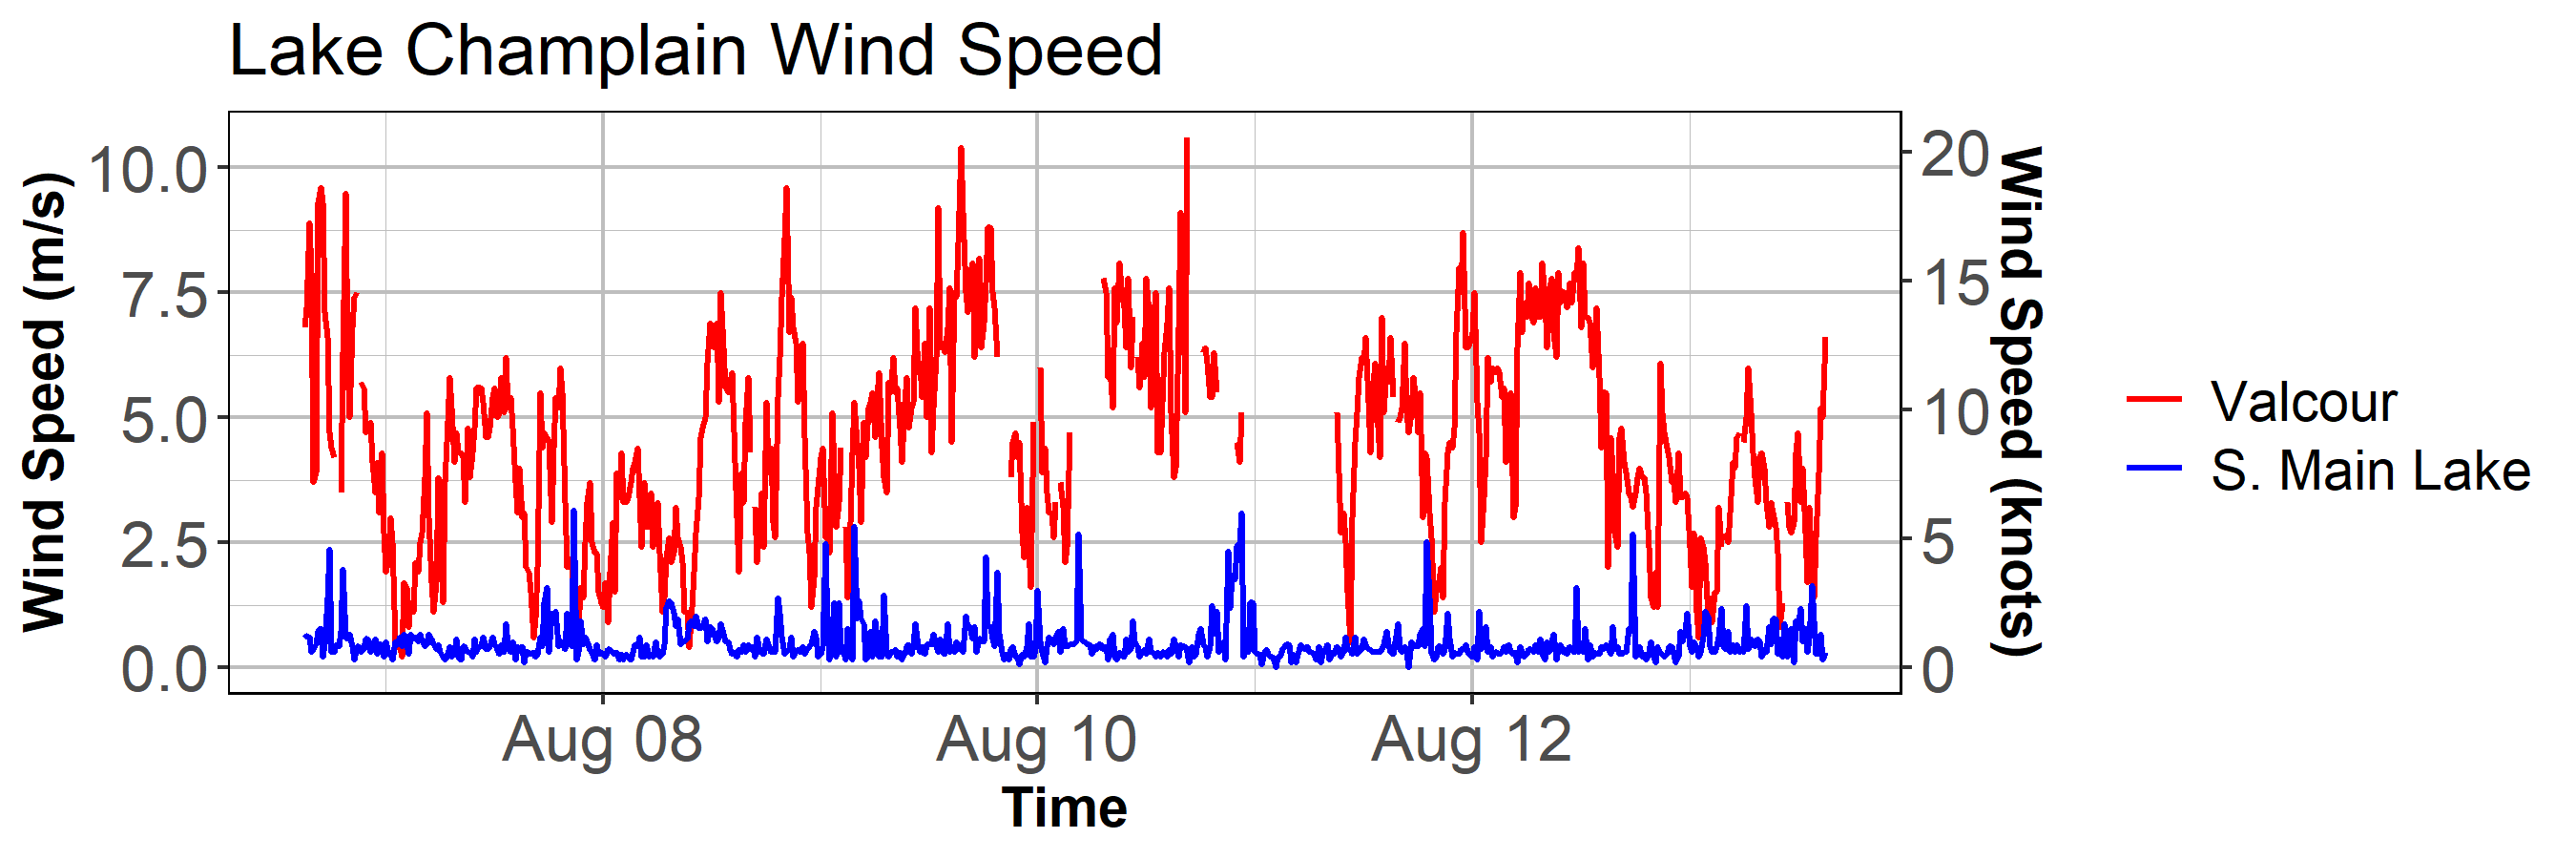 Lake Champlain Wind Speed
Wind Speed (m/s)
10.0
7.5
5.0
2.5
0.0
20
15
10
5
0
Wind Speed (knots)
Aug 08
Aug 10
Aug 12
Time
Valcour
S. Main Lake